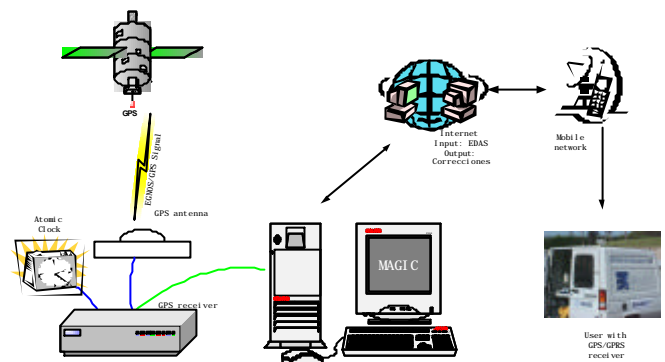 GPS
EGNOS/GPS Signal
Internet
Input: EDAS
Output:
Correcciones
Mobile
network
Atomic
Clock
GPS antenna
MAGIC
GPS receiver
User with
GPS/GPRS
receiver